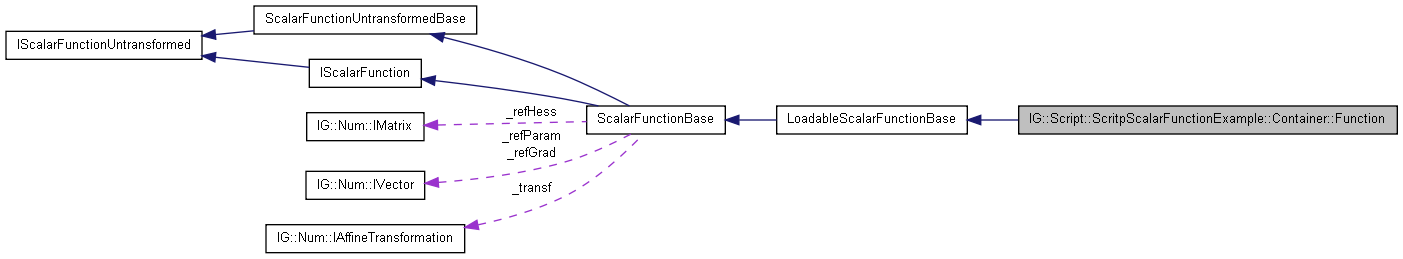 ScalarFunctionUntransformedBase
IScalarFunctionUntransformed
IScalarFunction
_refHess
IG::Num::IMatrix
ScalarFunctionBase
LoadableScalarFunctionBase
IG::Script::ScritpScalarFunctionExample::Container::Function
_refParam
_refGrad
IG::Num::IVector
_transf
IG::Num::IAffineTransformation